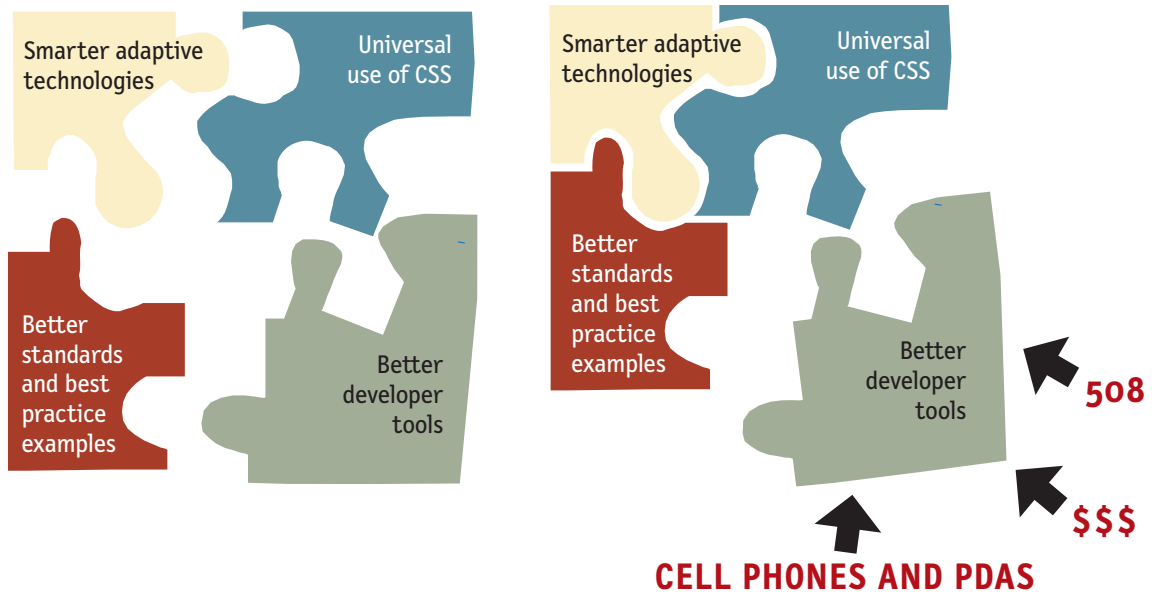 Smarter adaptive
technologies
Universal
use of CSS
Better
standards
and best
practice
examples
Better
developer
tools
Smarter adaptive
technologies
Universal
use of CSS
Better
standards
and best
practice
examples
Better
developer
tools
508
$$$
CELL PHONES AND PDAS